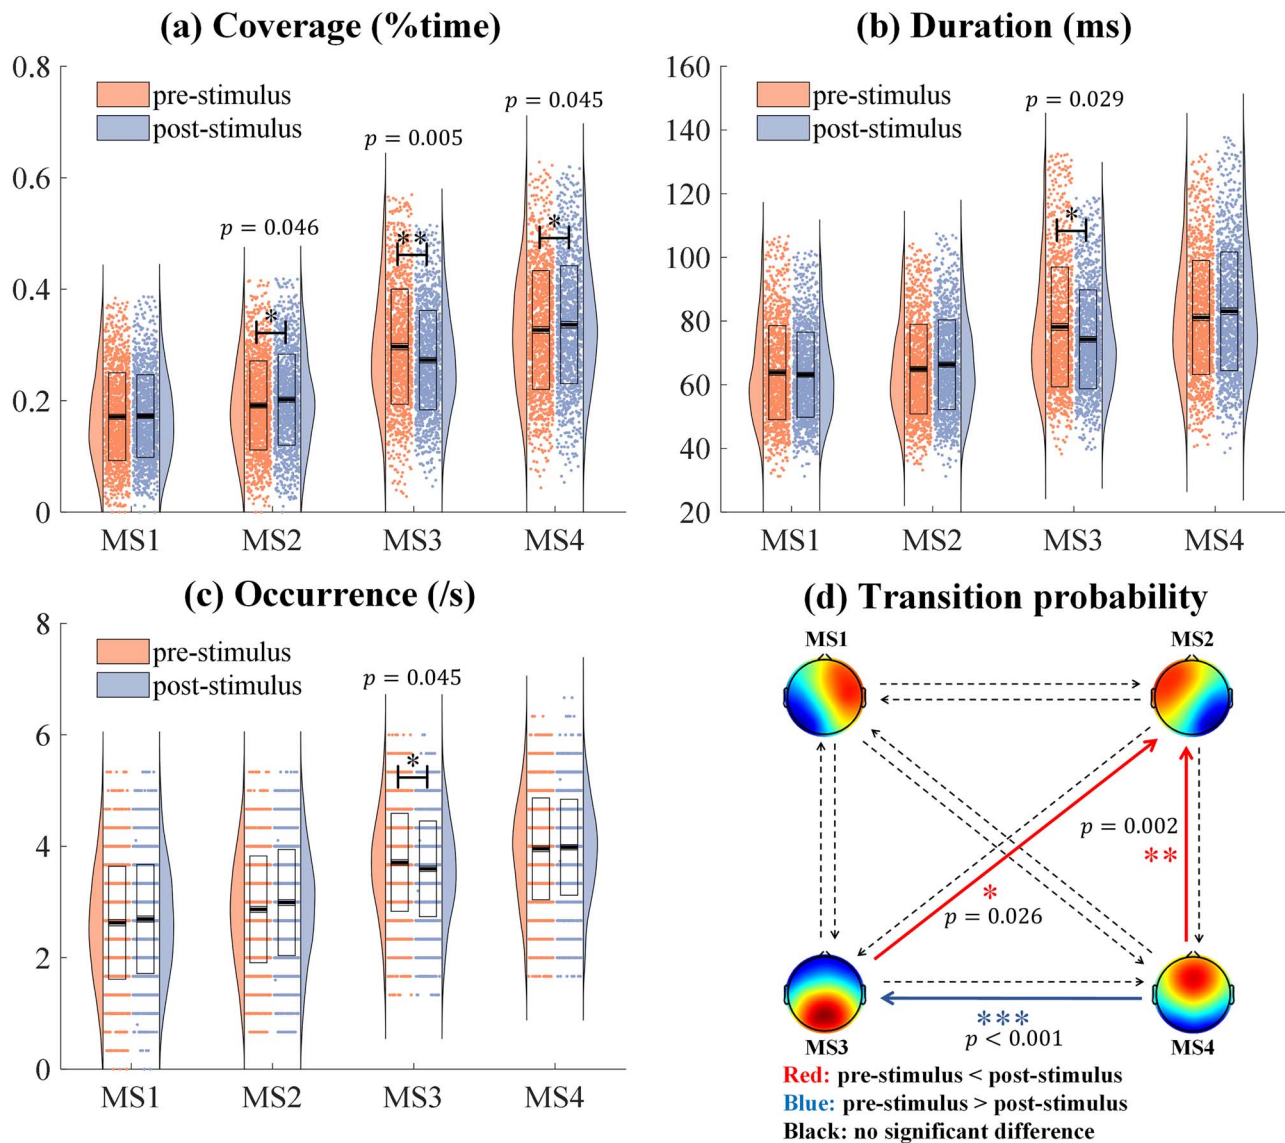 (a) Coverage (%time)
0.8
0.6
0.4
0.2
0
pre-stimulus
post-stimulus
p = 0.046
p = 0.005
p = 0.045
*
**
*
MS1 MS2 MS3 MS4
(b) Duration (ms)
160
140
120
100
80
60
40
20
pre-stimulus
post-stimulus
p = 0.029
*
MS1 MS2 MS3 MS4
(c) Occurrence (/s)
8
6
4
2
0
pre-stimulus
post-stimulus
p = 0.045
*
MS1 MS2 MS3 MS4
(d) Transition probability
MS1 MS2
p = 0.002
**
*
p = 0.026
***
p < 0.001
MS3 MS4
Red: pre-stimulus < post-stimulus
Blue: pre-stimulus > post-stimulus
Black: no significant difference